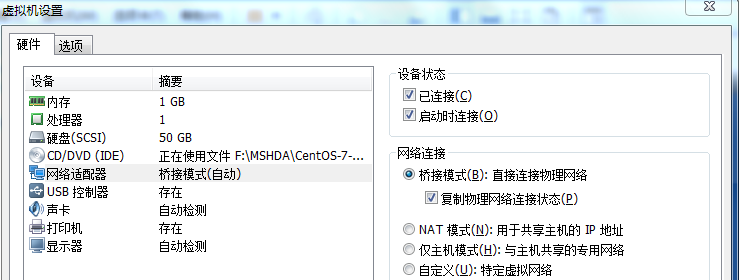 虚拟机设置
硬件 选项
设备 摘要
内存 1 GB
处理器 1
硬盘(SCSI) 50 GB
CD/DVD (IDE) 正在使用文件 F:\MSHDA\CentOS-7-...
网络适配器 桥接模式(自动)
USB 控制器 存在
声卡 自动检测
打印机 存在
显示器 自动检测
设备状态
已连接(C)
启动时连接(O)
网络连接
桥接模式(B): 直接连接物理网络
复制物理网络连接状态(P)
NAT 模式(N): 用于共享主机的 IP 地址
仅主机模式(H): 与主机共享的专用网络
自定义(U): 特定虚拟网络